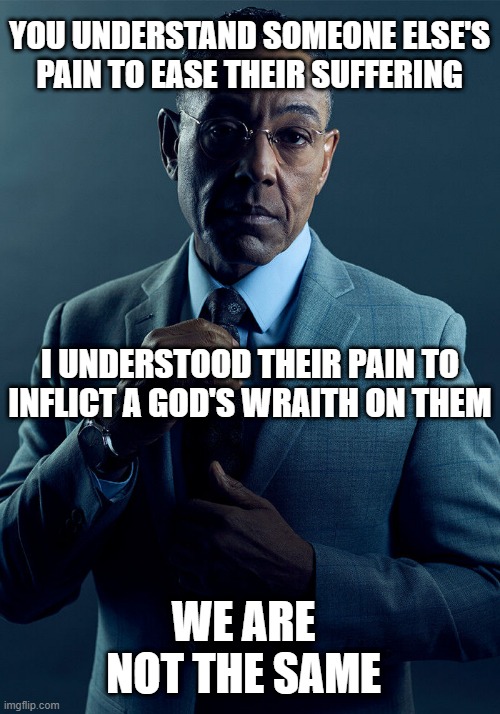 YOU UNDERSTAND SOMEONE ELSE'S
PAIN TO EASE THEIR SUFFERING
I UNDERSTOOD THEIR PAIN TO
INFLICT A GOD'S WRAITH ON THEM
WE ARE
NOT THE SAME
imgflip.com